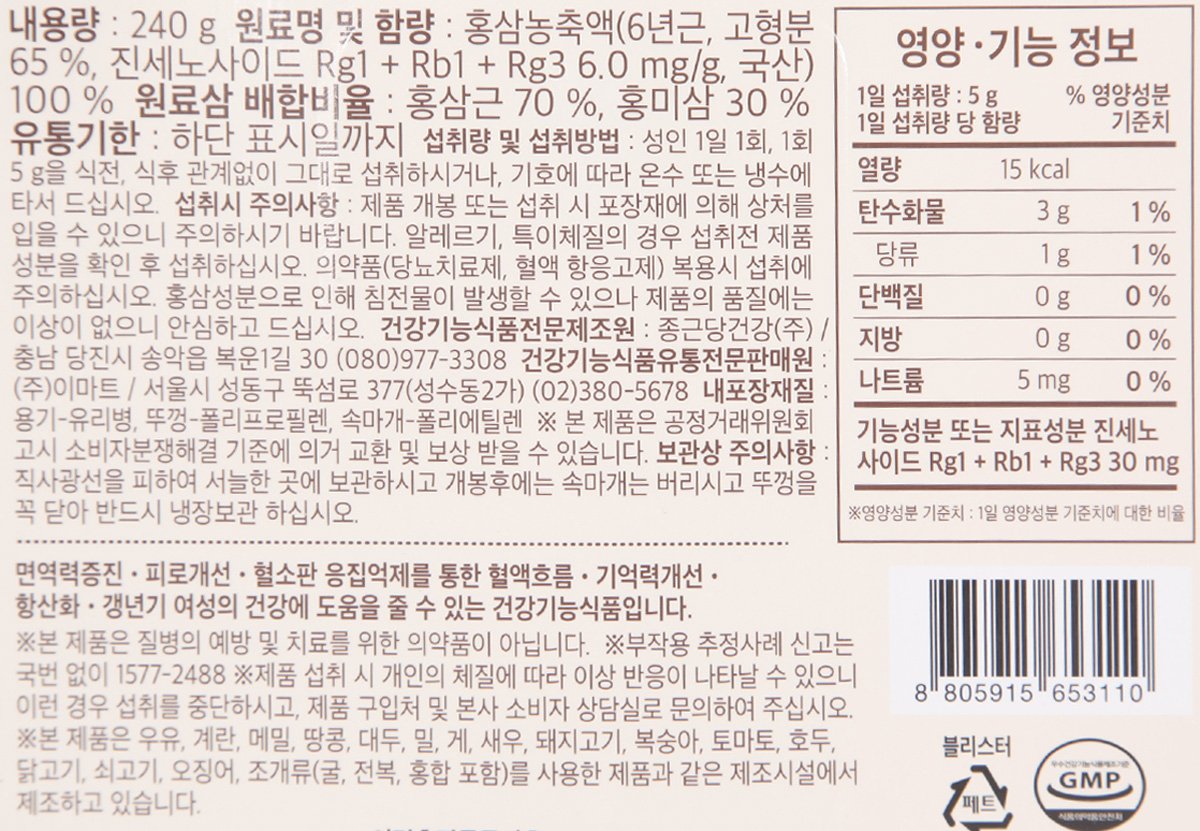 내용량 : 240 g 원료명 및 함량 : 홍삼농축액(6년근, 고형분
65 %, 진세노사이드 Rg1 + Rb1 + Rg3 6.0 mg/g, 국산)
100 % 원료삼 배합비율 : 홍삼근 70 %, 홍미삼 30 %
유통기한 : 하단 표시일까지 섭취량 및 섭취방법 : 성인 1일 1회, 1회
5 g을 식전, 식후 관계없이 그대로 섭취하시거나, 기호에 따라 온수 또는 냉수에
타서 드십시오. 섭취시 주의사항 : 제품 개봉 또는 섭취 시 포장재에 의해 상처를
입을 수 있으니 주의하시기 바랍니다. 알레르기, 특이체질의 경우 섭취전 제품
성분을 확인 후 섭취하십시오. 의약품(당뇨치료제, 혈액 항응고제) 복용시 섭취에
주의하십시오. 홍삼성분으로 인해 침전물이 발생할 수 있으나 제품의 품질에는
이상이 없으니 안심하고 드십시오. 건강기능식품전문제조원 : 종근당건강(주) /
충남 당진시 송악읍 복운1길 30 (080)977-3308 건강기능식품유통전문판매원 :
(주)이마트 / 서울시 성동구 뚝섬로 377(성수동2가) (02)380-5678 내포장재질 :
용기-유리병, 뚜껑-폴리프로필렌, 속마개-폴리에틸렌 ※ 본 제품은 공정거래위원회
고시 소비자분쟁해결 기준에 의거 교환 및 보상 받을 수 있습니다. 보관상 주의사항 :
직사광선을 피하여 서늘한 곳에 보관하시고 개봉후에는 속마개는 버리시고 뚜껑을
꼭 닫아 반드시 냉장보관 하십시오.
면역력증진 · 피로개선 · 혈소판 응집억제를 통한 혈액흐름 · 기억력개선 ·
항산화 · 갱년기 여성의 건강에 도움을 줄 수 있는 건강기능식품입니다.
※본 제품은 질병의 예방 및 치료를 위한 의약품이 아닙니다. ※부작용 추정사례 신고는
국번 없이 1577-2488 ※제품 섭취 시 개인의 체질에 따라 이상 반응이 나타날 수 있으니
이런 경우 섭취를 중단하시고, 제품 구입처 및 본사 소비자 상담실로 문의하여 주십시오.
※본 제품은 우유, 계란, 메밀, 땅콩, 대두, 밀, 게, 새우, 돼지고기, 복숭아, 토마토, 호두,
닭고기, 쇠고기, 오징어, 조개류(굴, 전복, 홍합 포함)를 사용한 제품과 같은 제조시설에서
제조하고 있습니다.
영양·기능 정보
1일 섭취량 : 5 g % 영양성분
1일 섭취량 당 함량 기준치
열량 15 kcal
탄수화물 3 g 1 %
당류 1 g 1 %
단백질 0 g 0 %
지방 0 g 0 %
나트륨 5 mg 0 %
기능성분 또는 지표성분 진세노
사이드 Rg1 + Rb1 + Rg3 30 mg
※영양성분 기준치 : 1일 영양성분 기준치에 대한 비율
8 805915 653110
블리스터
페트
우수건강기능식품제조기준
GMP
식품의약품안전처